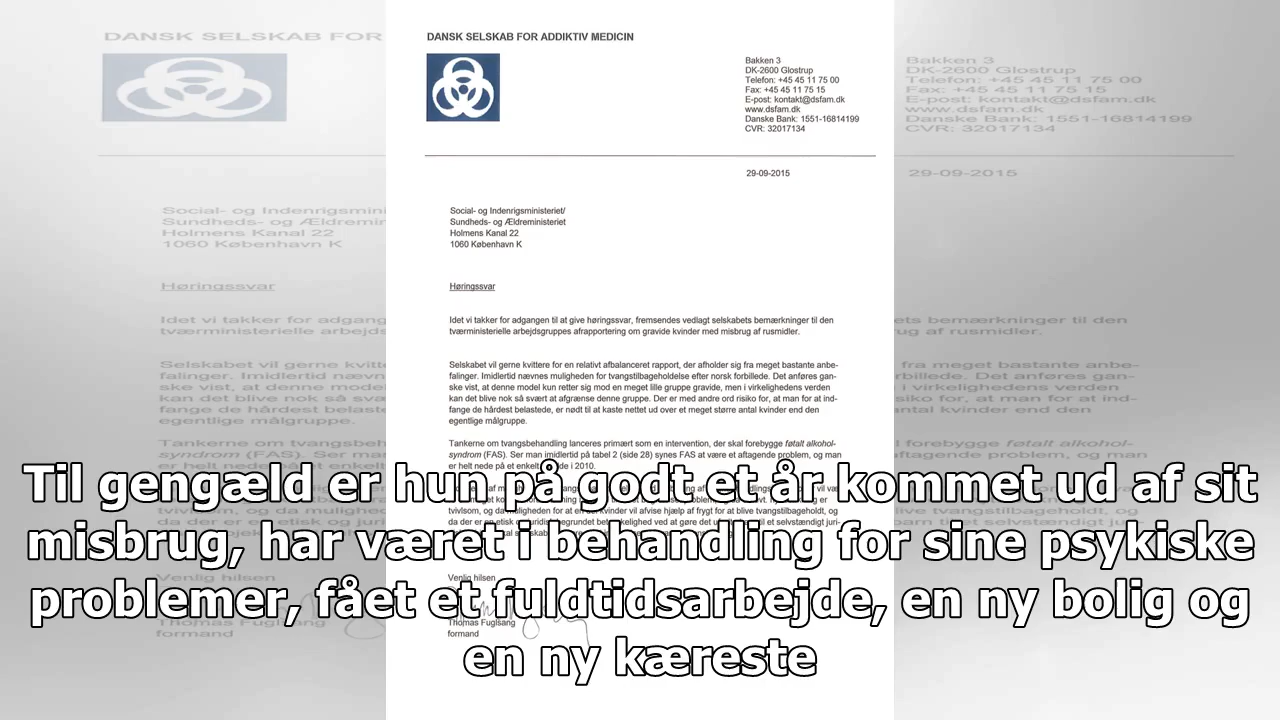 DANSK SELSKAB FOR ADDIKTIV MEDICIN
Bakken 3
DK-2600 Glostrup
Telefon: +45 45 11 75 00
Fax: +45 45 11 75 15
E-post: kontakt@dsfam.dk
www.dsfam.dk
Danske Bank: 1551-16814199
CVR: 32017134
29-09-2015
Social- og Indenrigsministeriet/
Sundheds- og Ældreministeriet
Holmens Kanal 22
1060 København K
Høringssvar
Idet vi takker for adgangen til at give høringssvar, fremsendes vedlagt selskabets bemærkninger til den
tværministerielle arbejdsgruppes afrapportering om gravide kvinder med misbrug af rusmidler.
Selskabet vil gerne kvittere for en relativt afbalanceret rapport, der afholder sig fra meget bastante anbe-
falinger. Imidlertid nævnes muligheden for tvangstilbageholdelse efter norsk forbillede. Det anføres gan-
ske vist, at denne model kun retter sig mod en meget lille gruppe gravide, men i virkelighedens verden
kan det blive nok så svært at afgrænse denne gruppe. Der er med andre ord risiko for, at man for at ind-
fange de hårdest belastede, er nødt til at kaste nettet ud over et meget større antal kvinder end den
egentlige målgruppe.
Tankerne om tvangsbehandling lanceres primært som en intervention, der skal forebygge føtalt alkohol-
syndrom (FAS). Ser man imidlertid på tabel 2 (side 28) synes FAS at være et aftagende problem, og man
er helt nede på et enkelt i 2010.
Venlig hilsen
Thomas Fuglsang
formand
Til gengæld er hun på godt et år kommet ud af sit
misbrug, har været i behandling for sine psykiske
problemer, fået et fuldtidsarbejde, en ny bolig og
en ny kæreste